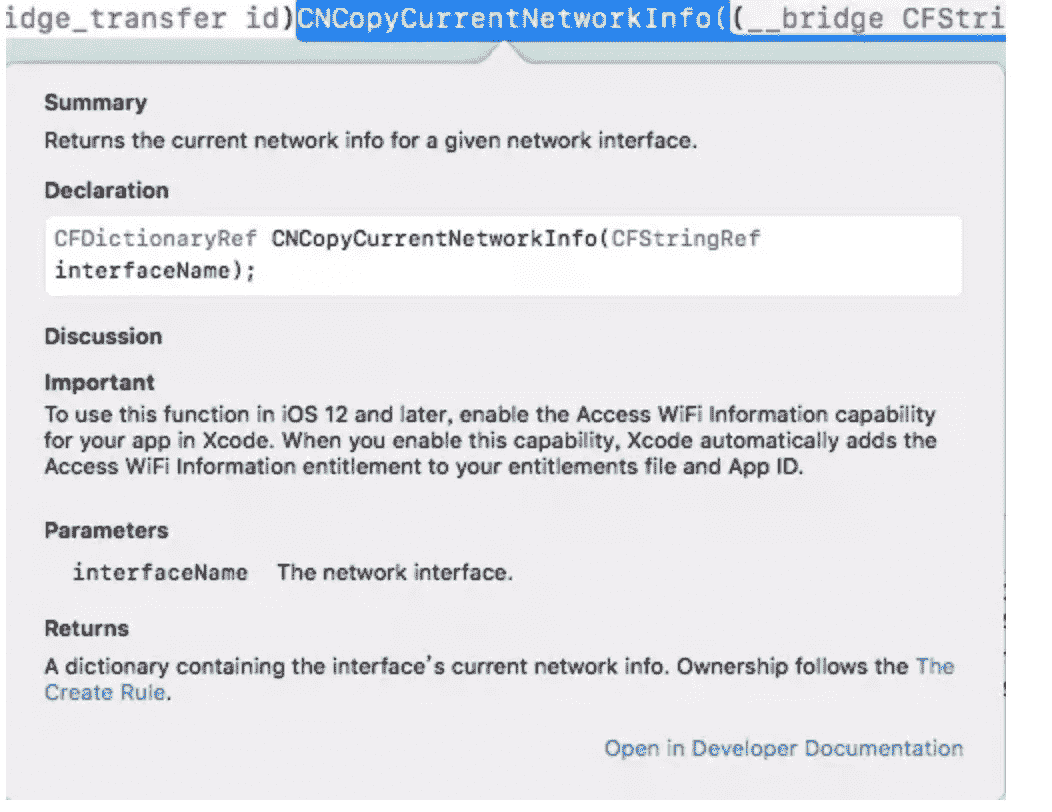 idge_transfer id)CNCopyCurrentNetworkInfo((__bridge CFStri
Summary
Returns the current network info for a given network interface.
Declaration
CFDictionaryRef CNCopyCurrentNetworkInfo(CFStringRef
interfaceName);
Discussion
Important
To use this function in iOS 12 and later, enable the Access WiFi Information capability
for your app in Xcode. When you enable this capability, Xcode automatically adds the
Access WiFi Information entitlement to your entitlements file and App ID.
Parameters
interfaceName The network interface.
Returns
A dictionary containing the interface's current network info. Ownership follows the The
Create Rule.
Open in Developer Documentation